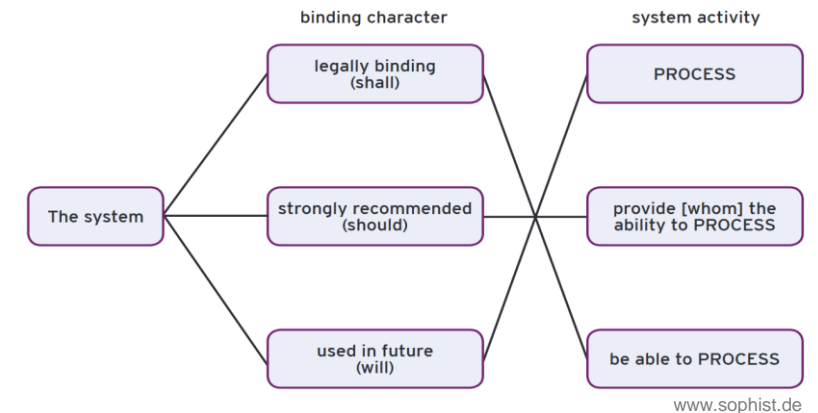 binding character
system activity
legally binding
(shall)
PROCESS
The system
strongly recommended
(should)
provide [whom] the
ability to PROCESS
used in future
(will)
be able to PROCESS
www.sophist.de